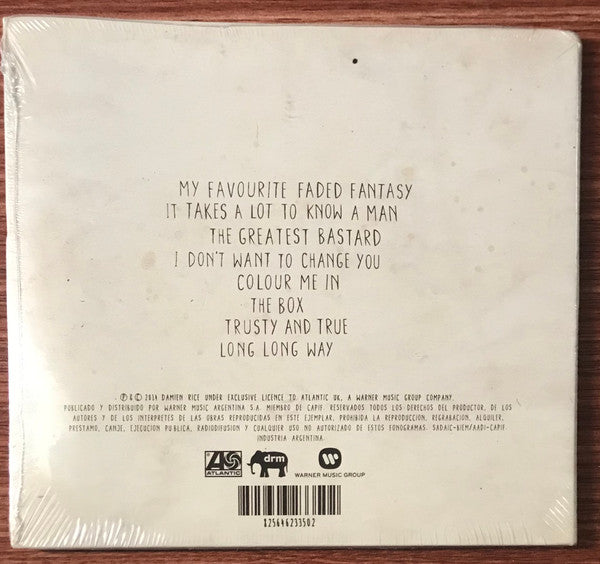 MY FAVOURITE FADED FANTASY
IT TAKES A LOT TO KNOW A MAN
THE GREATEST BASTARD
I DON'T WANT TO CHANGE YOU
COLOUR ME IN
THE BOX
TRUSTY AND TRUE
LONG LONG WAY
℗ & © 2014 DAMIEN RICE UNDER EXCLUSIVE LICENCE TO ATLANTIC UK, A WARNER MUSIC GROUP COMPANY.
PUBLICADO Y DISTRIBUIDO POR WARNER MUSIC ARGENTINA S.A. MIEMBRO DE CAPIF. RESERVADOS TODOS LOS DERECHOS DEL PRODUCTOR, DE LOS
AUTORES Y DE LOS INTERPRETES DE LAS OBRAS REPRODUCIDAS EN ESTE EJEMPLAR. PROHIBIDA LA REPRODUCCION, REGRABACION, ALQUILER,
PRESTAMO, CANJE, EJECUCION PUBLICA, RADIODIFUSION Y CUALQUIER USO NO AUTORIZADO DE ESTOS FONOGRAMAS. SADAIC-BIEM/AADI-CAPIF.
INDUSTRIA ARGENTINA.
ATLANTIC drm WARNER MUSIC GROUP
825646233502